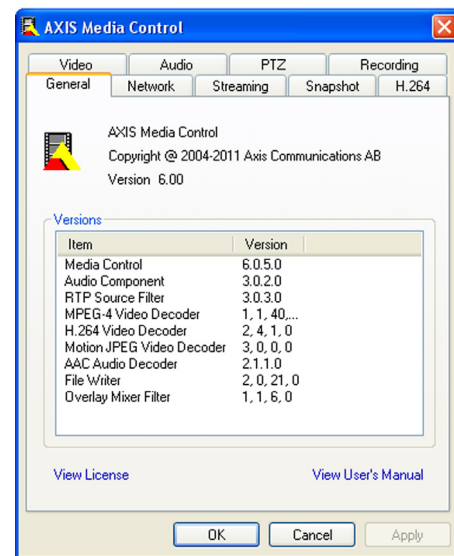 AXIS Media Control
Video Audio PTZ Recording
General Network Streaming Snapshot H.264
AXIS Media Control
Copyright @ 2004-2011 Axis Communications AB
Version 6.00
Versions
Item Version
Media Control 6.0.5.0
Audio Component 3.0.2.0
RTP Source Filter 3.0.3.0
MPEG-4 Video Decoder 1, 1, 40,...
H.264 Video Decoder 2, 4, 1, 0
Motion JPEG Video Decoder 3, 0, 0, 0
AAC Audio Decoder 2.1.1.0
File Writer 2, 0, 21, 0
Overlay Mixer Filter 1, 1, 6, 0
View License View User's Manual
OK Cancel Apply